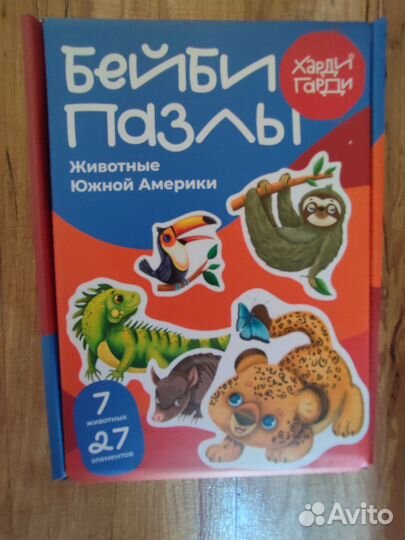 Бейби
пазлы
Харди
Гарди
Животные
Южной Америки
7
животных
27
элементов
Avito